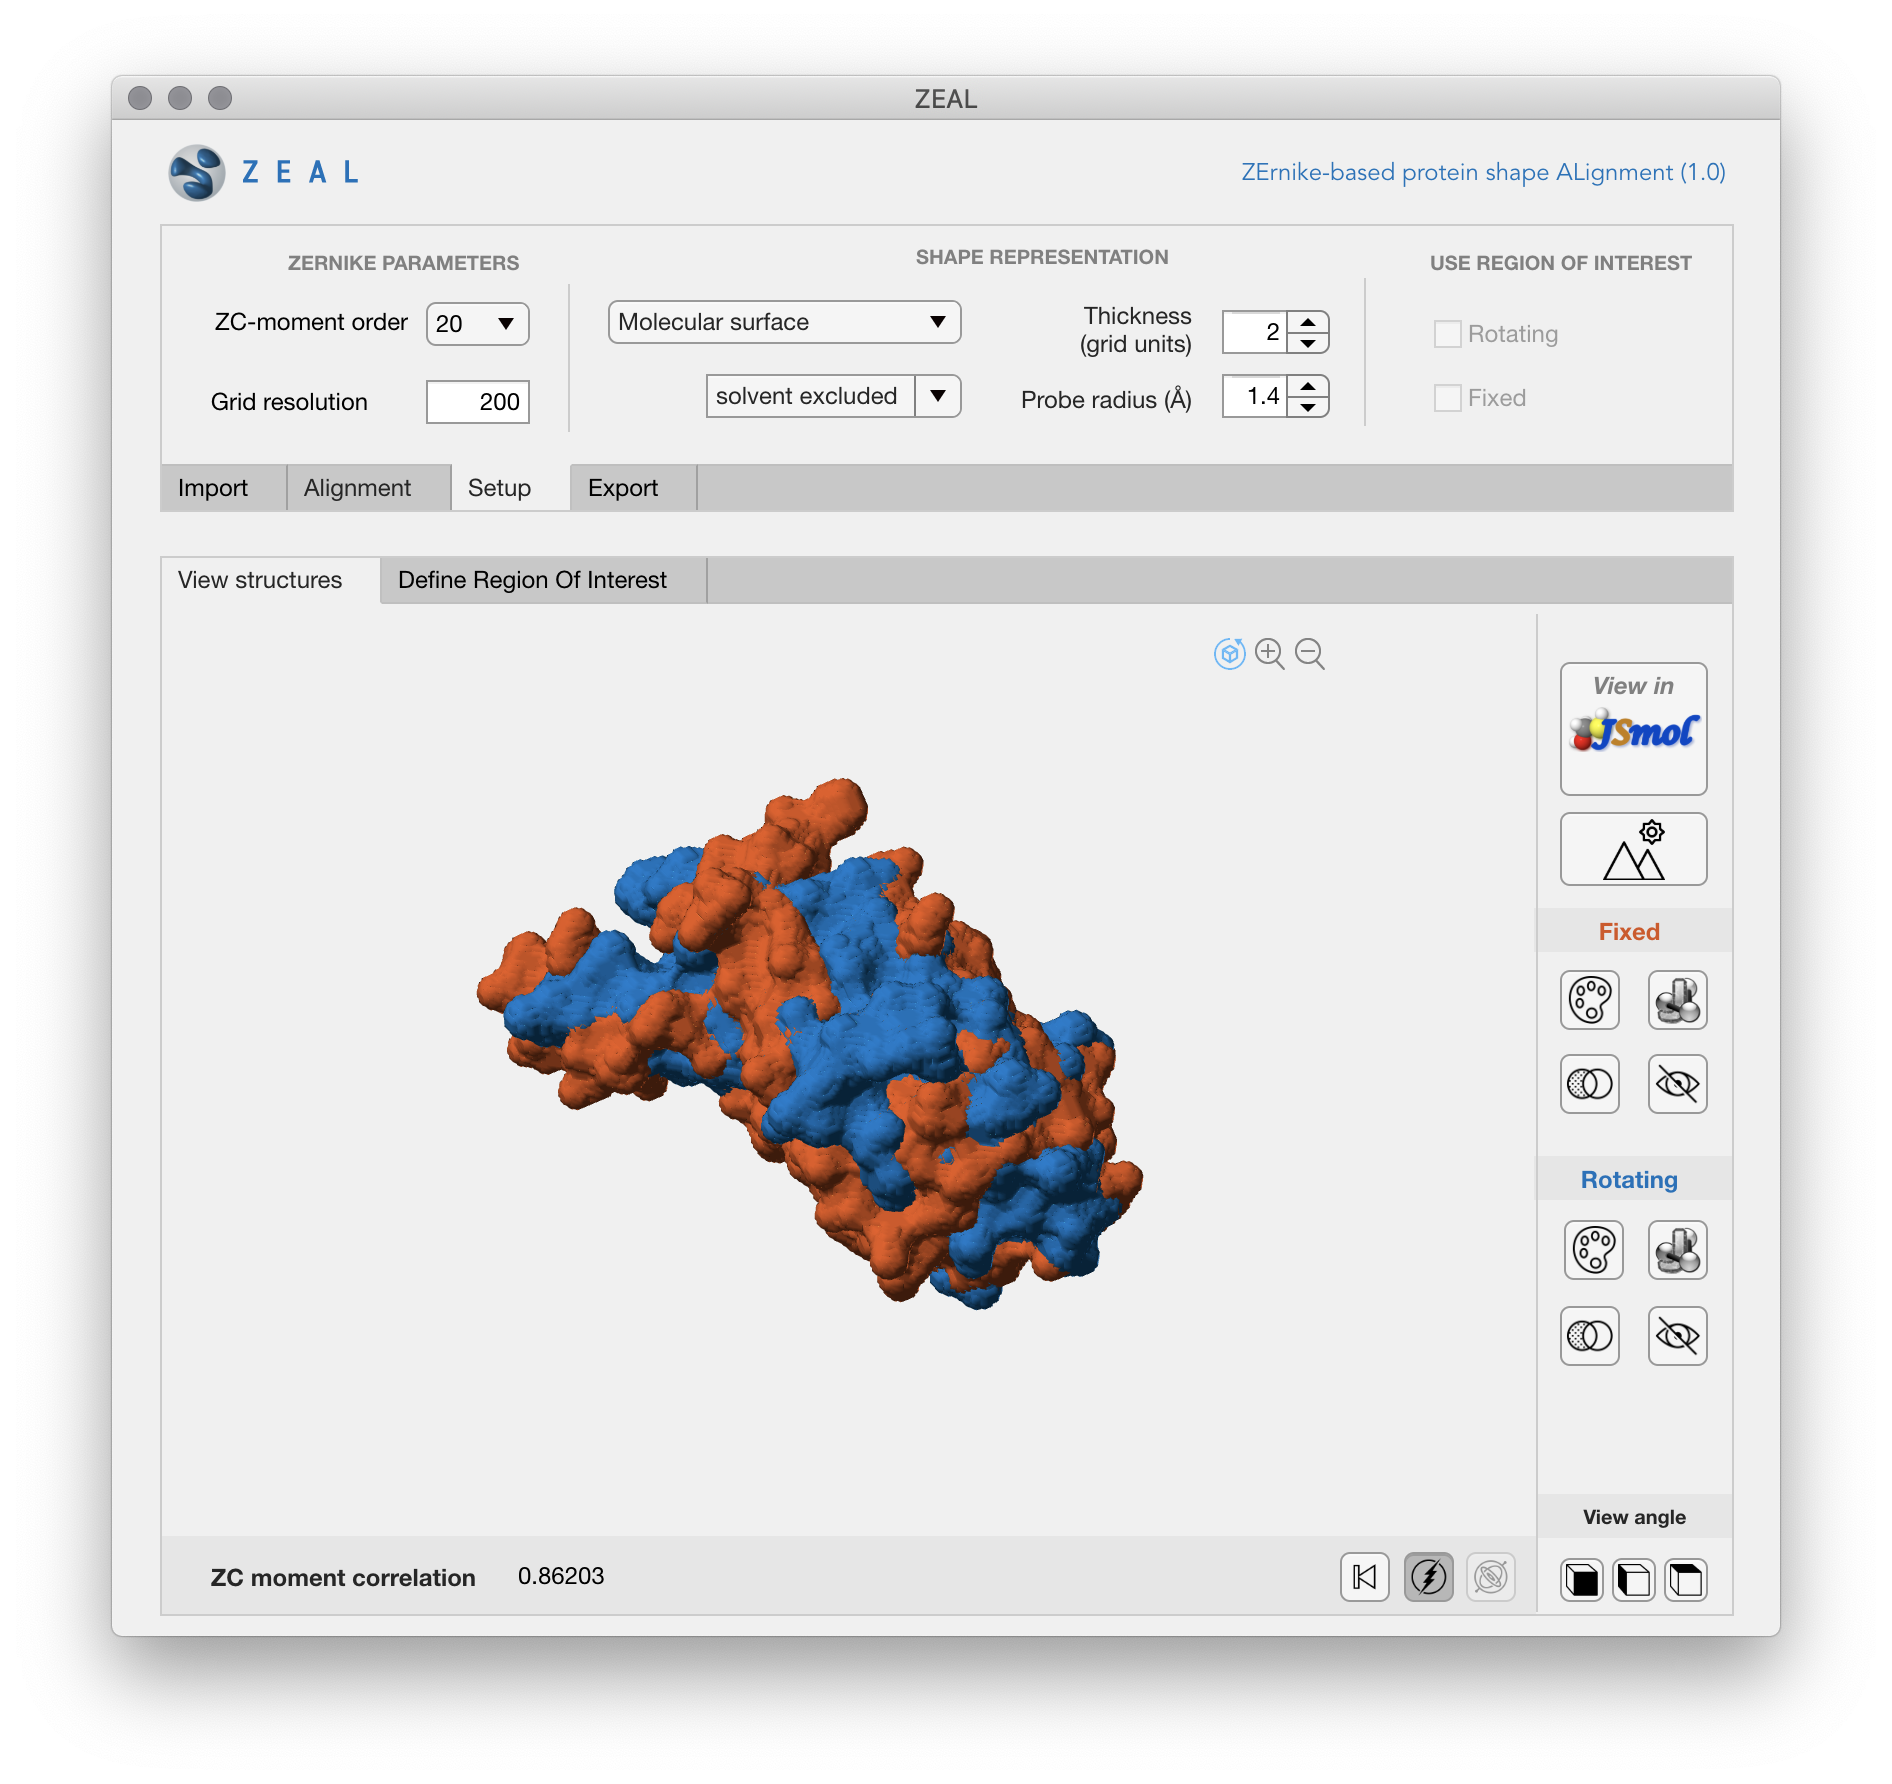 ZEAL
ZEAL
ZErnike-based protein shape ALignment (1.0)
ZERNIKE PARAMETERS
SHAPE REPRESENTATION
USE REGION OF INTEREST
ZC-moment order
20
Molecular surface
Thickness
(grid units)
2
Rotating
Grid resolution
200
solvent excluded
Probe radius (Å)
1.4
Fixed
Import
Alignment
Setup
Export
View structures
Define Region Of Interest
View in
JSmol
Fixed
Rotating
View angle
ZC moment correlation
0.86203